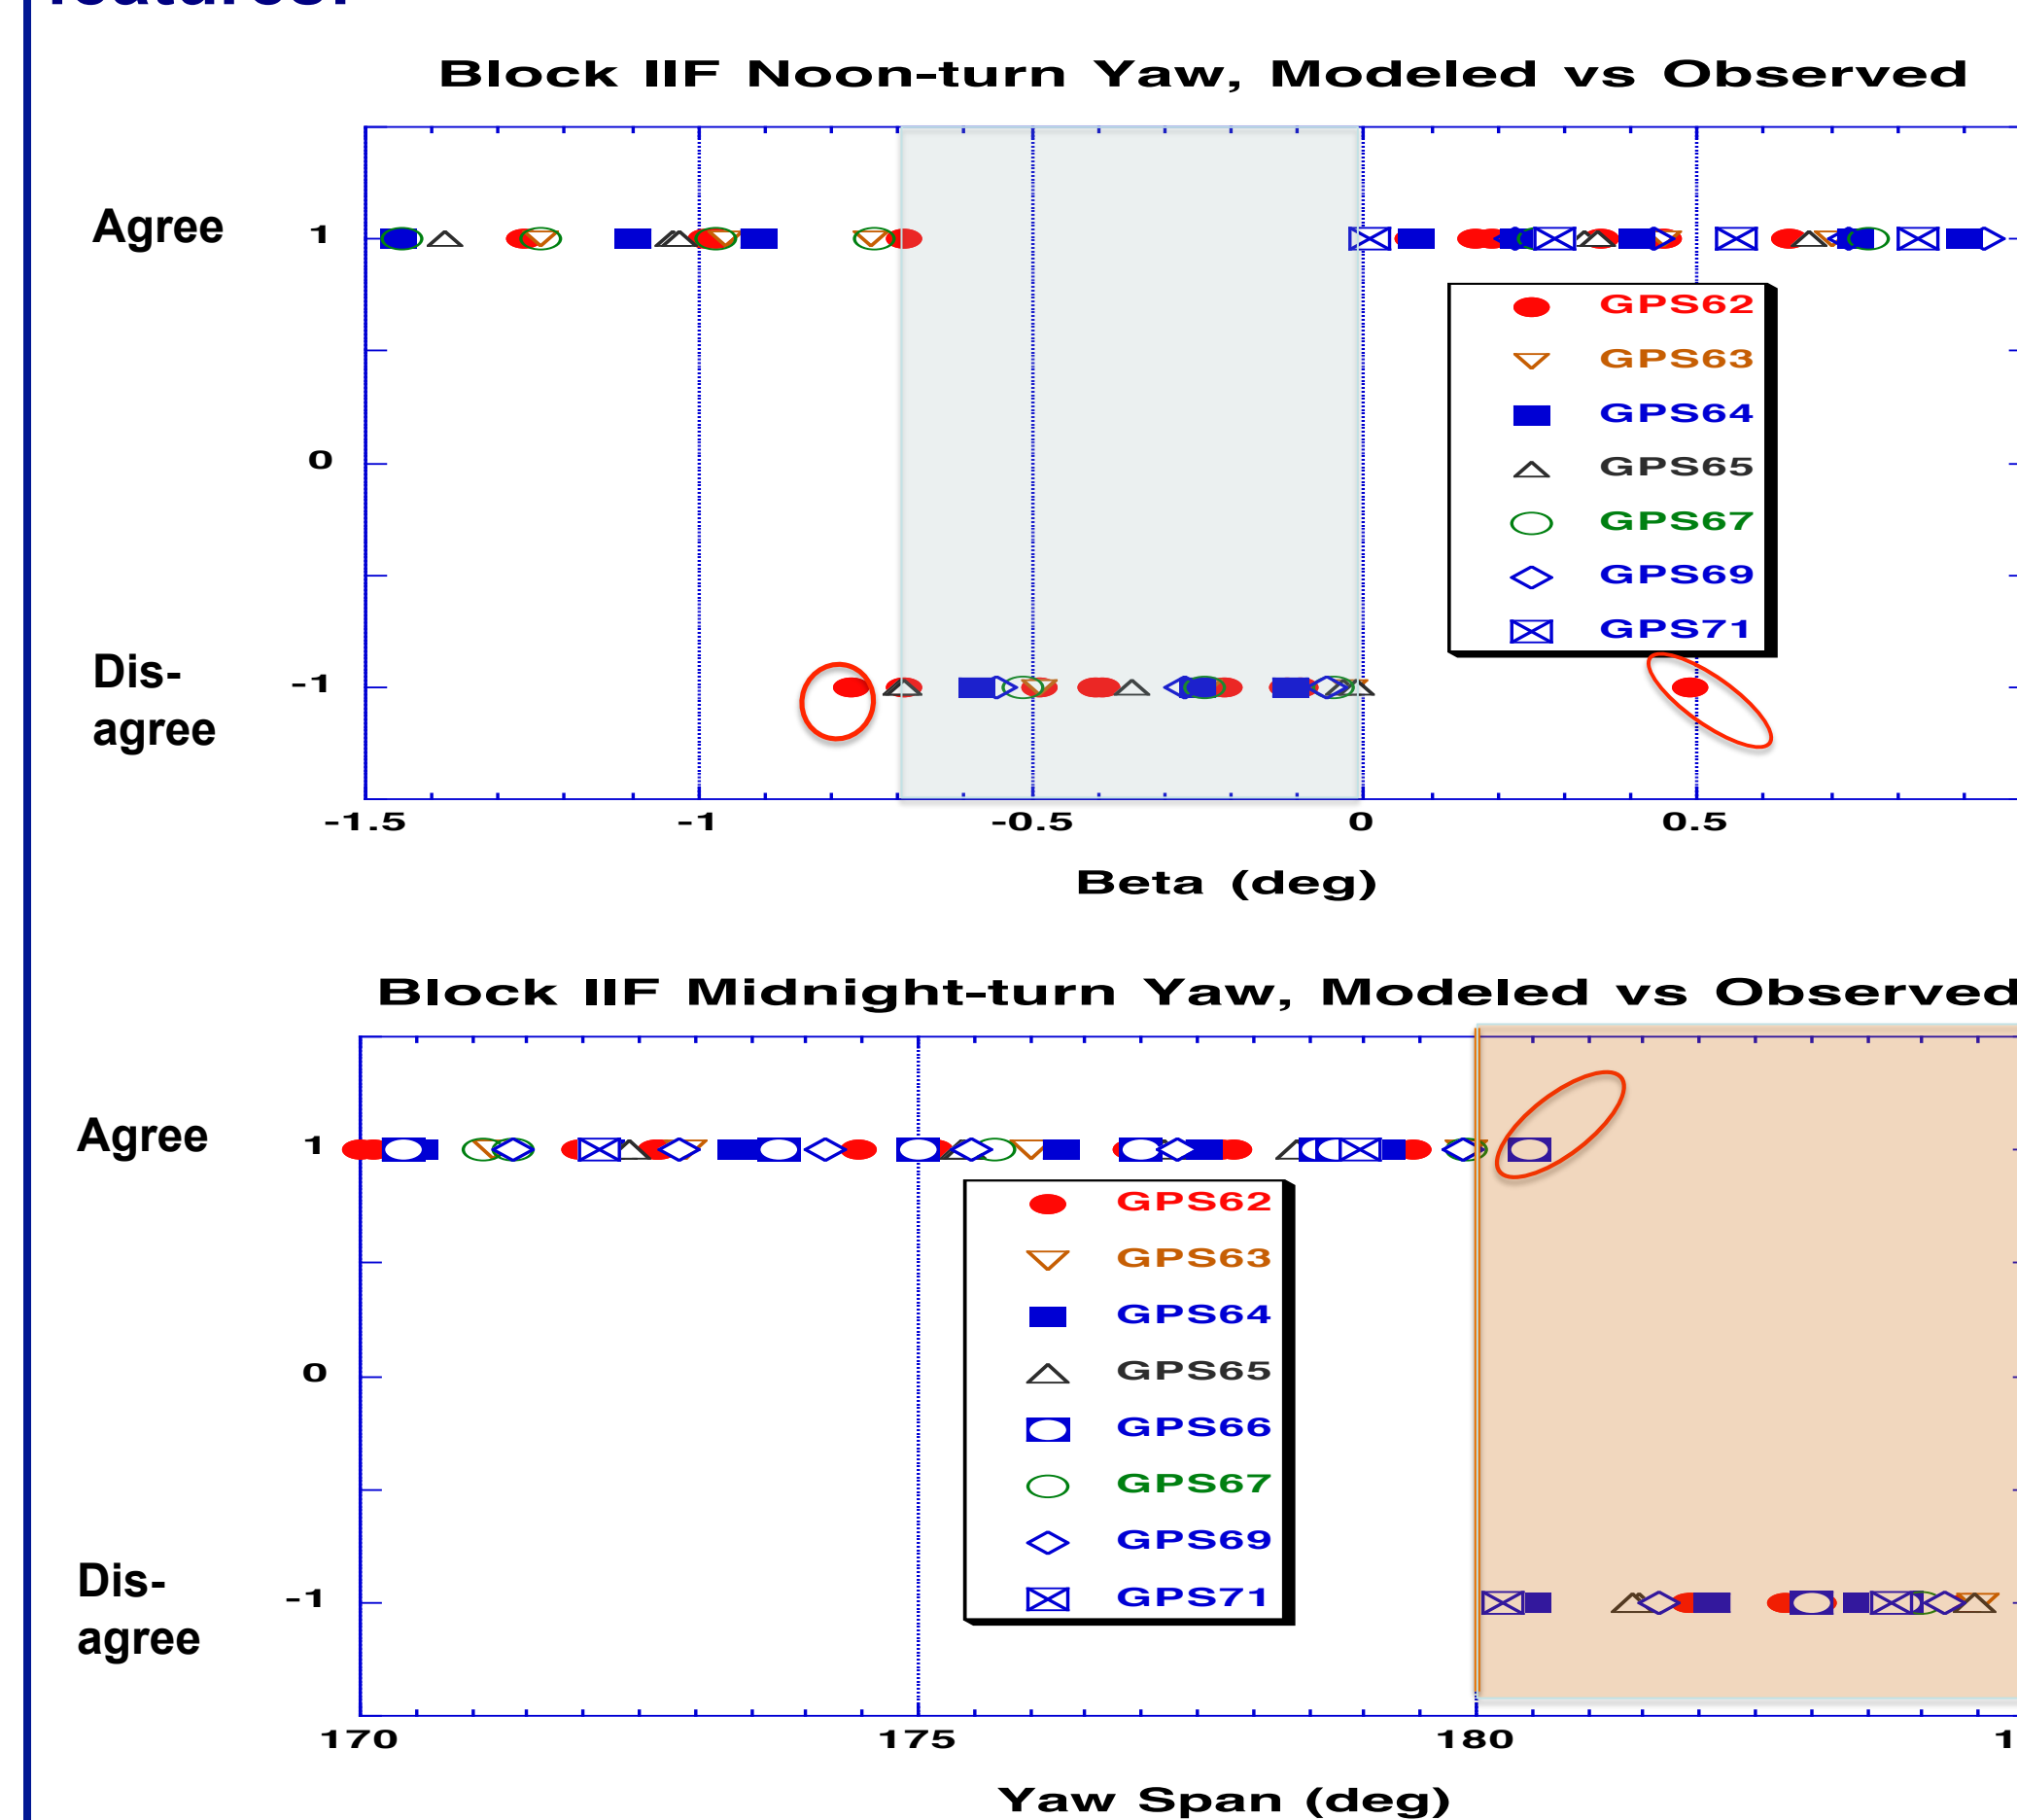 features:
Block IIF Noon-turn Yaw, Modeled vs Observed
Agree
1
GPS62
GPS63
GPS64
0
GPS65
GPS67
GPS69
GPS71
Dis-
agree
-1
-1.5 -1 -0.5 0 0.5
Beta (deg)
Block IIF Midnight-turn Yaw, Modeled vs Observed
Agree
1
GPS62
GPS63
GPS64
0
GPS65
GPS66
GPS67
GPS69
GPS71
Dis-
agree
-1
170 175 180
Yaw Span (deg)